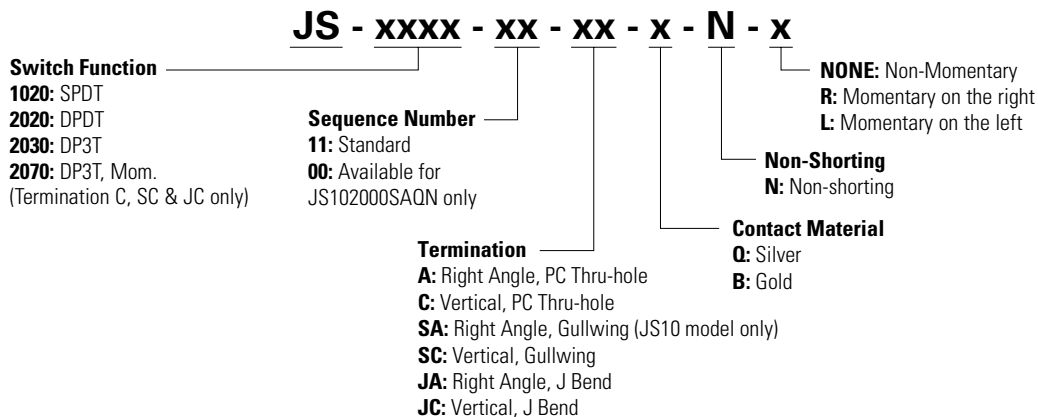 JS - xxxx - xx - xx - x - N - x
Switch Function
1020: SPDT
2020: DPDT
2030: DP3T
2070: DP3T, Mom.
(Termination C, SC & JC only)
Sequence Number
11: Standard
00: Available for
JS102000SAQN only
Termination
A: Right Angle, PC Thru-hole
C: Vertical, PC Thru-hole
SA: Right Angle, Gullwing (JS10 model only)
SC: Vertical, Gullwing
JA: Right Angle, J Bend
JC: Vertical, J Bend
Contact Material
Q: Silver
B: Gold
Non-Shorting
N: Non-shorting
NONE: Non-Momentary
R: Momentary on the right
L: Momentary on the left